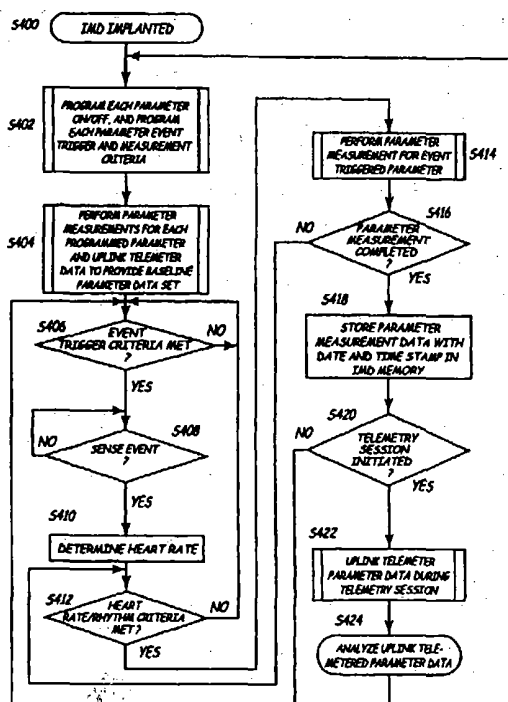 S400
IMD IMPLANTED
S402
PROGRAM EACH PARAMETER
ON/OFF, AND PROGRAM
EACH PARAMETER EVENT
TRIGGER AND MEASUREMENT
CRITERIA
S404
PERFORM PARAMETER
MEASUREMENTS FOR EACH
PROGRAMMED PARAMETER
AND UPLINK TELEMETER
DATA TO PROVIDE BASELINE
PARAMETER DATA SET
S406
EVENT
TRIGGER CRITERIA MET
?
NO
YES
S408
SENSE EVENT
?
NO
YES
S410
DETERMINE HEART RATE
S412
HEART
RATE/RHYTHM CRITERIA
MET ?
NO
YES
PERFORM PARAMETER
MEASUREMENT FOR EVENT
TRIGGERED PARAMETER
S414
S416
PARAMETER
MEASUREMENT
COMPLETED
?
NO
YES
S418
STORE PARAMETER
MEASUREMENT DATA WITH
DATE AND TIME STAMP IN
IMD MEMORY
S420
TELEMETRY
SESSION
INITIATED
?
NO
YES
S422
UPLINK TELEMETER
PARAMETER DATA DURING
TELEMETRY SESSION
S424
ANALYZE UPLINK TELE-
METERED PARAMETER DATA